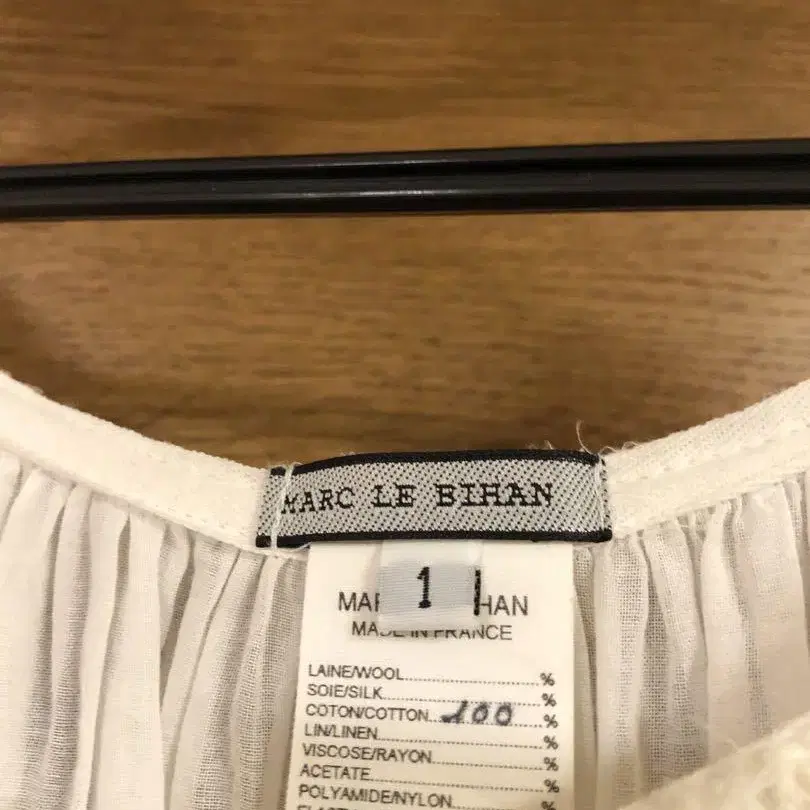 MARC LE BIHAN
1
MAR HAN
MADE IN FRANCE
LAINE/WOOL %
SOIE/SILK %
COTON/COTTON 100 %
LIN/LINEN %
VISCOSE/RAYON %
ACETATE %
POLYAMIDE/NYLON %